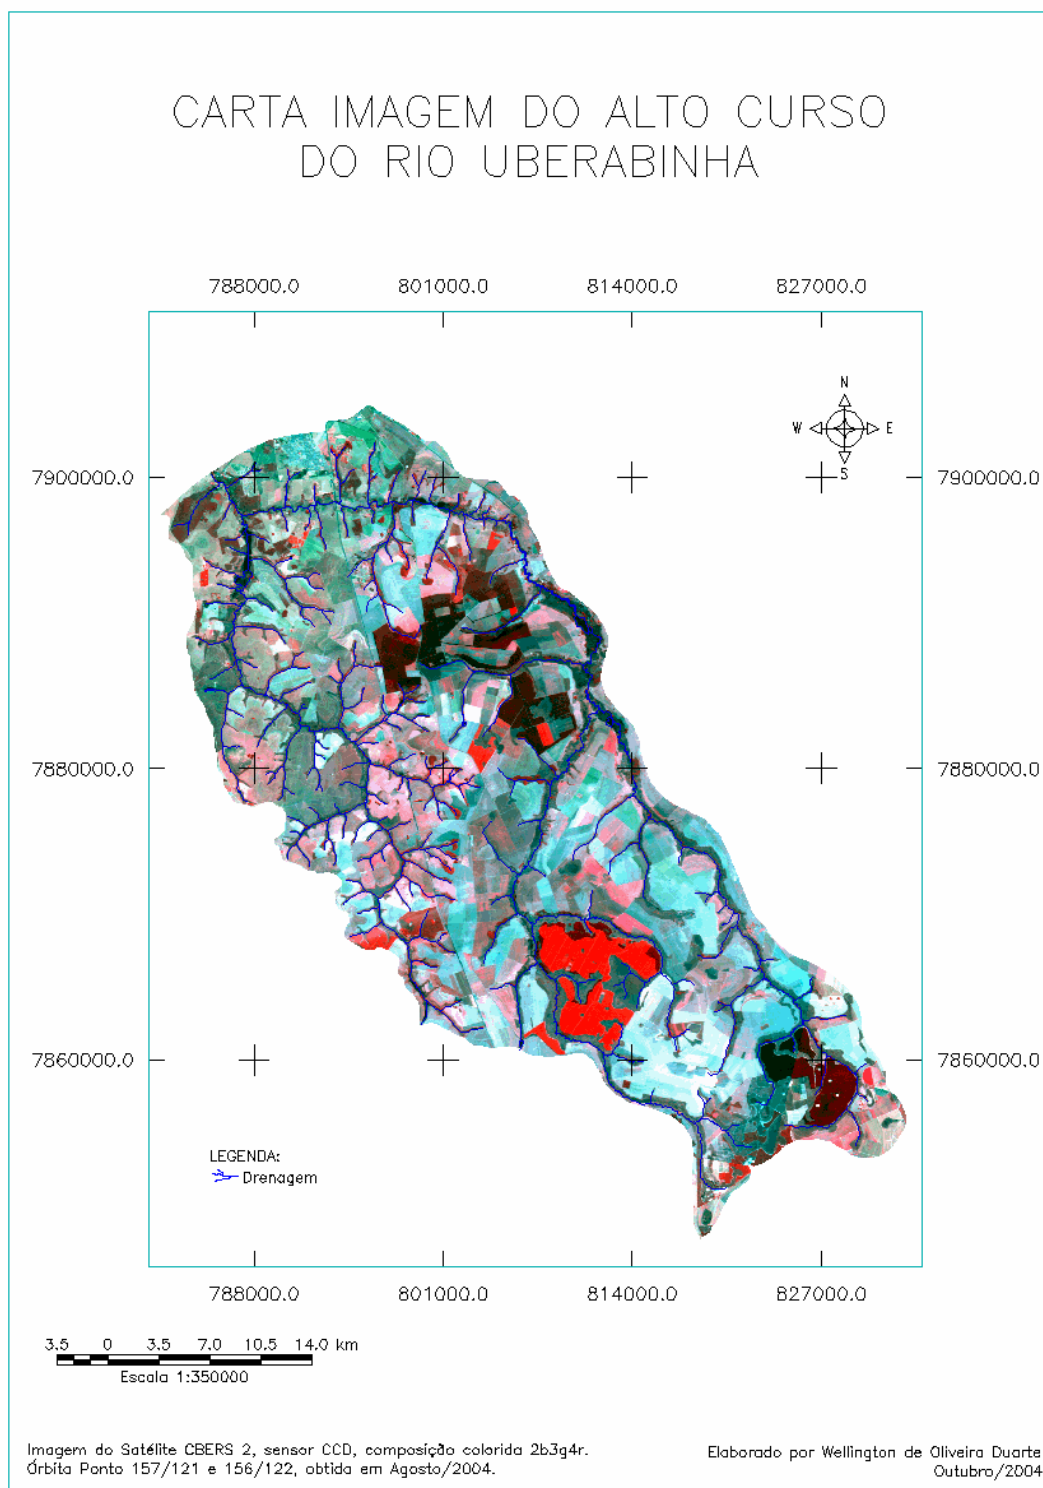 CARTA IMAGEM DO ALTO CURSO
DO RIO UBERABINHA
788000.0 801000.0 814000.0 827000.0
N
W E
S
7900000.0 7900000.0
7880000.0 7880000.0
7860000.0 7860000.0
LEGENDA:
Drenagem
788000.0 801000.0 814000.0 827000.0
3.5 0 3.5 7.0 10.5 14.0 km
Escala 1:350000
Imagem do Satélite CBERS 2, sensor CCD, composição colorida 2b3g4r.
Órbita Ponto 157/121 e 156/122, obtida em Agosto/2004.
Elaborado por Wellington de Oliveira Duarte
Outubro/2004